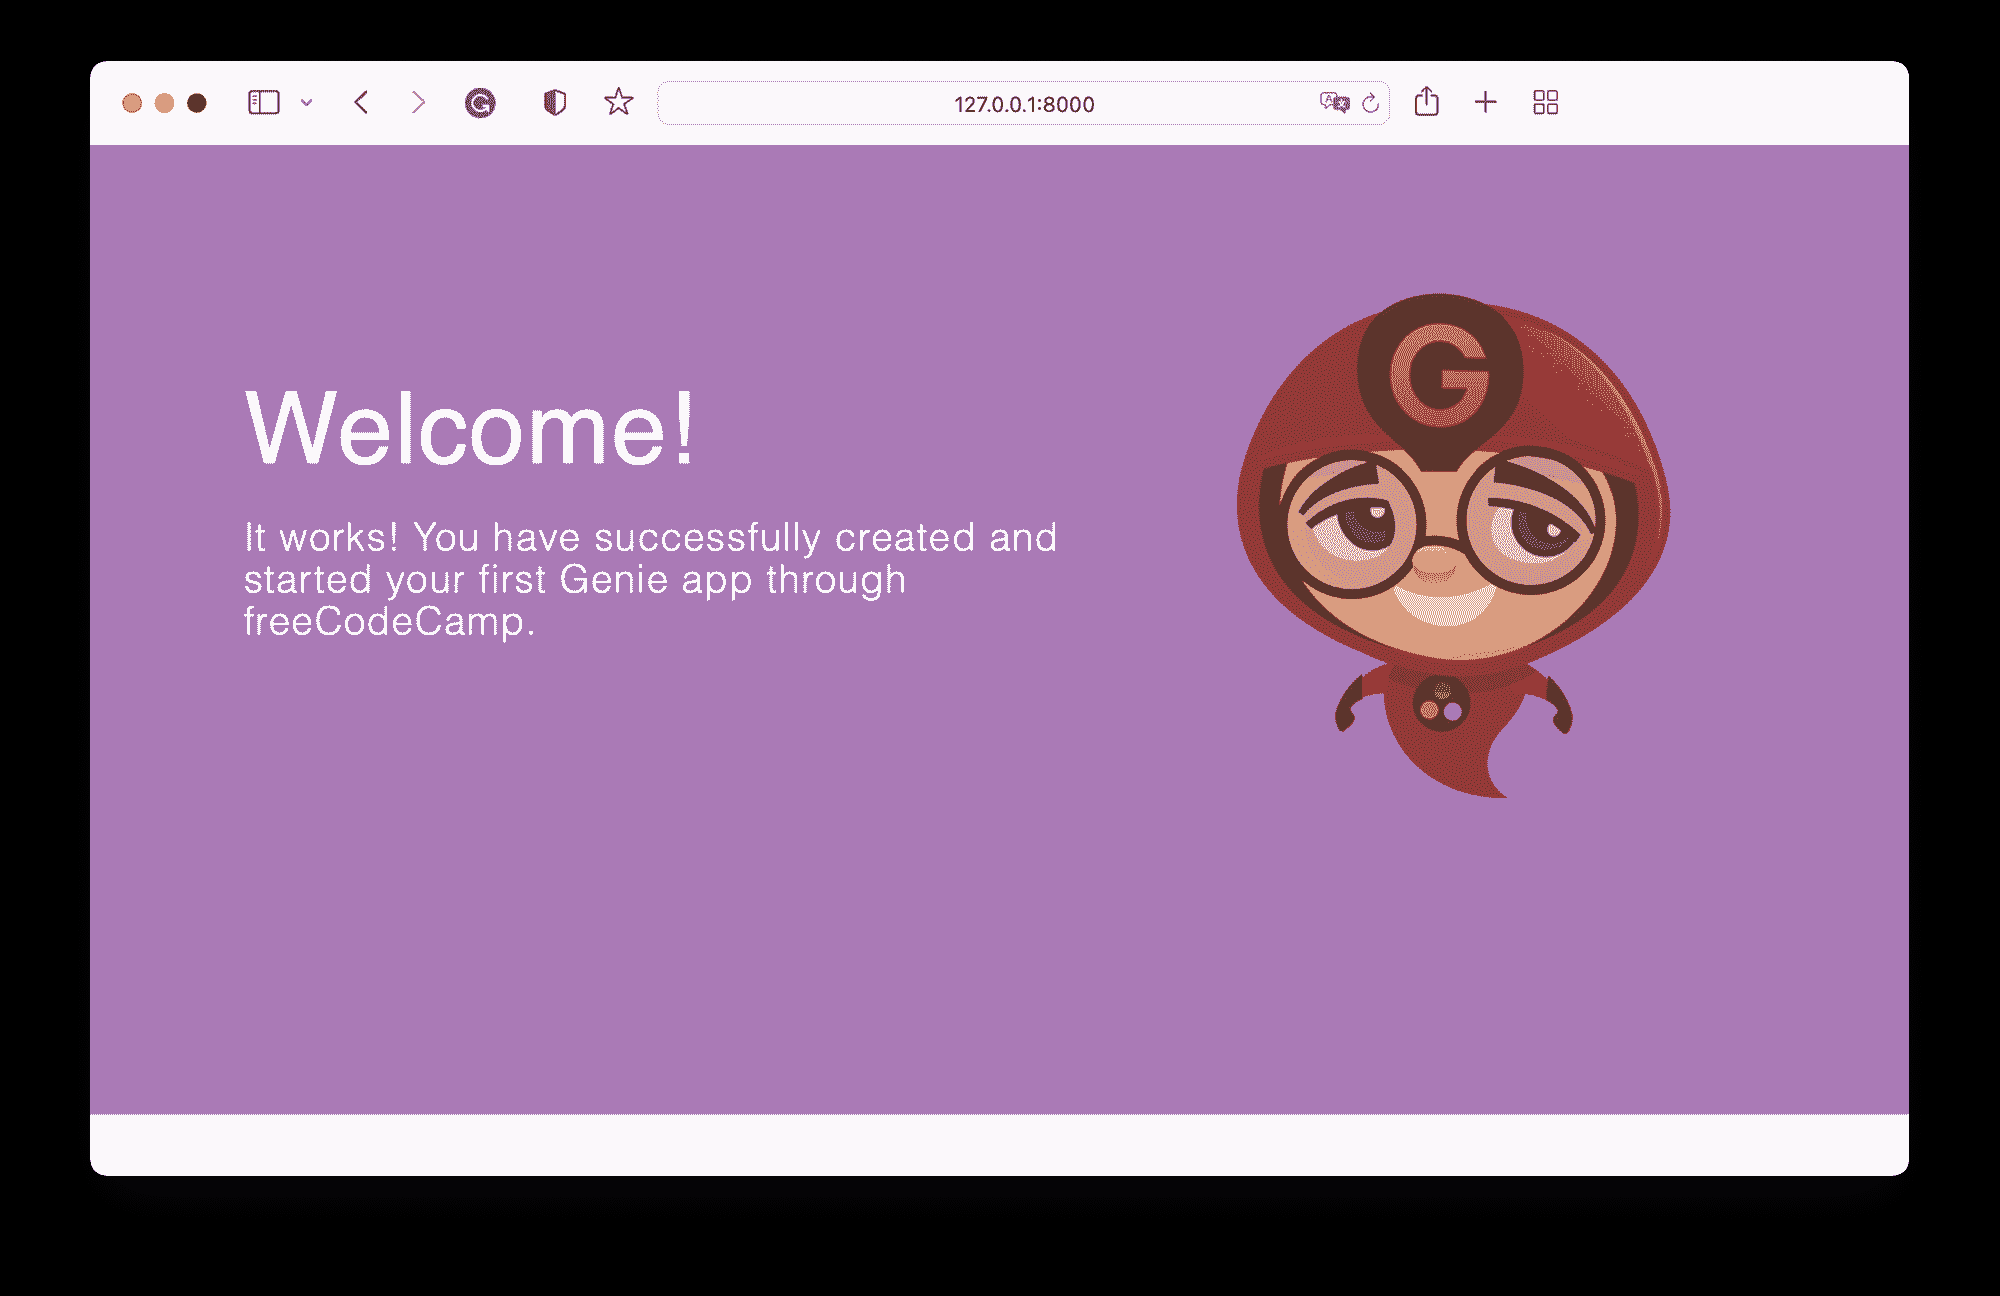 127.0.0.1:8000
G
Welcome!
It works! You have successfully created and
started your first Genie app through
freeCodeCamp.